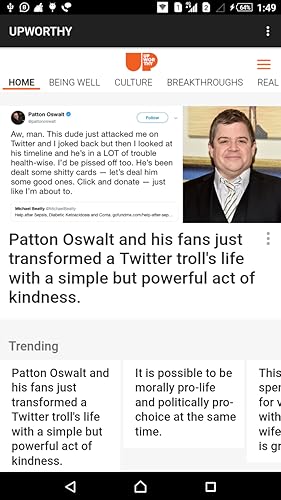 64% 1:49
UPWORTHY
UP
WOR
THY
HOME BEING WELL CULTURE BREAKTHROUGHS REAL
Patton Oswalt
@pattonoswalt
Follow
Aw, man. This dude just attacked me on
Twitter and I joked back but then I looked at
his timeline and he's in a LOT of trouble
health-wise. I'd be pissed off too. He's been
dealt some shitty cards — let's deal him
some good ones. Click and donate — just
like I'm about to.
Michael Beatty @MichaelBeatty
Help after Sepsis, Diabetic Ketoacidosis and Coma. gofundme.com/help-after-sep...
Patton Oswalt and his fans just
transformed a Twitter troll's life
with a simple but powerful act of
kindness.
Trending
Patton Oswalt and
his fans just
transformed a
Twitter troll's life
with a simple but
powerful act of
kindness.
It is possible to be
morally pro-life
and politically pro-
choice at the same
time.
This
spen
for v
with
wife
is gr